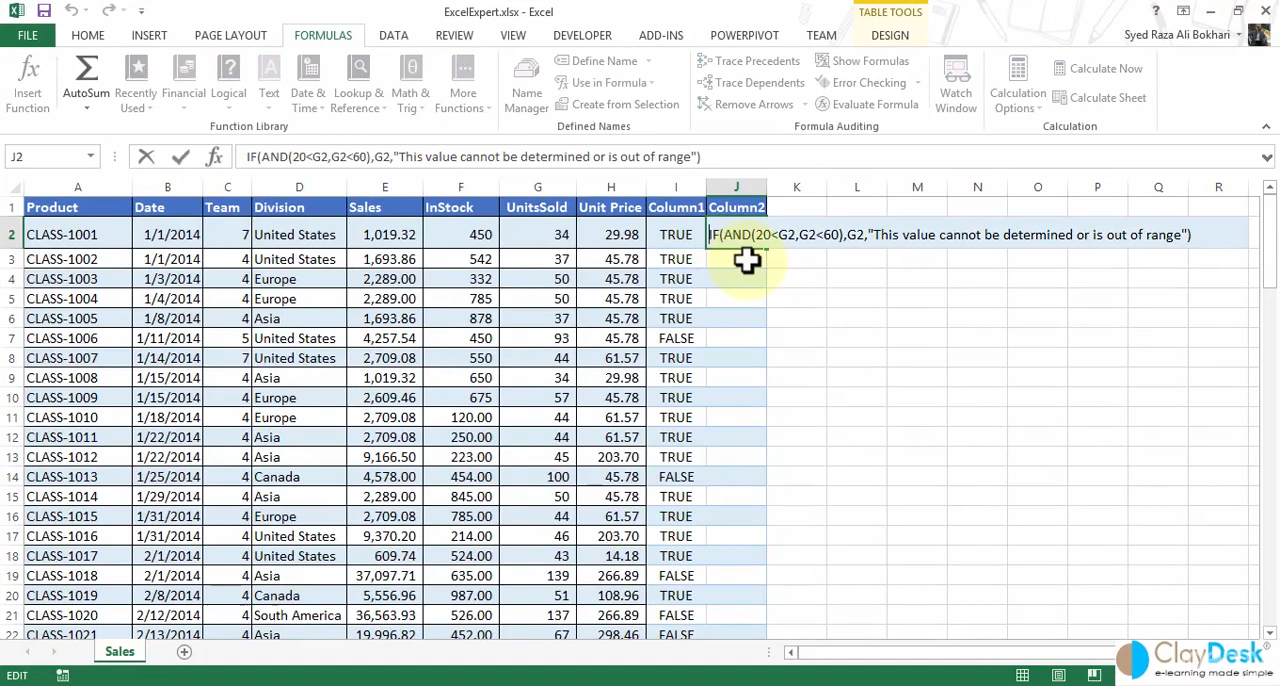 ExcelExpert.xlsx - Excel
TABLE TOOLS
FILE HOME INSERT PAGE LAYOUT FORMULAS DATA REVIEW VIEW DEVELOPER ADD-INS POWERPIVOT TEAM DESIGN Syed Raza Ali Bokhari
Insert Function
AutoSum
Recently Used
Financial
Logical
Text
Date & Time
Lookup & Reference
Math & Trig
More Functions
Function Library
Name Manager
Define Name
Use in Formula
Create from Selection
Defined Names
Trace Precedents
Trace Dependents
Remove Arrows
Show Formulas
Error Checking
Evaluate Formula
Formula Auditing
Watch Window
Calculation Options
Calculate Now
Calculate Sheet
Calculation
J2 fx IF(AND(20<G2,G2<60),G2,"This value cannot be determined or is out of range")
A B C D E F G H I J K L M N O P Q R
1 Product Date Team Division Sales InStock UnitsSold Unit Price Column1 Column2
2 CLASS-1001 1/1/2014 7 United States 1,019.32 450 34 29.98 TRUE IF(AND(20<G2,G2<60),G2,"This value cannot be determined or is out of range")
3 CLASS-1002 1/1/2014 4 United States 1,693.86 542 37 45.78 TRUE
4 CLASS-1003 1/3/2014 4 Europe 2,289.00 332 50 45.78 TRUE
5 CLASS-1004 1/4/2014 4 Europe 2,289.00 785 50 45.78 TRUE
6 CLASS-1005 1/8/2014 4 Asia 1,693.86 878 37 45.78 TRUE
7 CLASS-1006 1/11/2014 5 United States 4,257.54 450 93 45.78 FALSE
8 CLASS-1007 1/14/2014 7 United States 2,709.08 550 44 61.57 TRUE
9 CLASS-1008 1/15/2014 4 Asia 1,019.32 650 34 29.98 TRUE
10 CLASS-1009 1/15/2014 4 Europe 2,609.46 675 57 45.78 TRUE
11 CLASS-1010 1/18/2014 4 Europe 2,709.08 120.00 44 61.57 TRUE
12 CLASS-1011 1/22/2014 4 Asia 2,709.08 250.00 44 61.57 TRUE
13 CLASS-1012 1/22/2014 4 Asia 9,166.50 223.00 45 203.70 TRUE
14 CLASS-1013 1/25/2014 4 Canada 4,578.00 454.00 100 45.78 FALSE
15 CLASS-1014 1/29/2014 4 Asia 2,289.00 845.00 50 45.78 TRUE
16 CLASS-1015 1/31/2014 4 Europe 2,709.08 785.00 44 61.57 TRUE
17 CLASS-1016 1/31/2014 4 United States 9,370.20 214.00 46 203.70 TRUE
18 CLASS-1017 2/1/2014 4 United States 609.74 524.00 43 14.18 TRUE
19 CLASS-1018 2/1/2014 4 Asia 37,097.71 635.00 139 266.89 FALSE
20 CLASS-1019 2/8/2014 4 Canada 5,556.96 987.00 51 108.96 TRUE
21 CLASS-1020 2/12/2014 4 South America 36,563.93 526.00 137 266.89 FALSE
22 CLASS-1021 2/13/2014 4 Asia 19,996.82 452.00 67 298.46 FALSE
Sales
EDIT
ClayDesk®
e-learning made simple